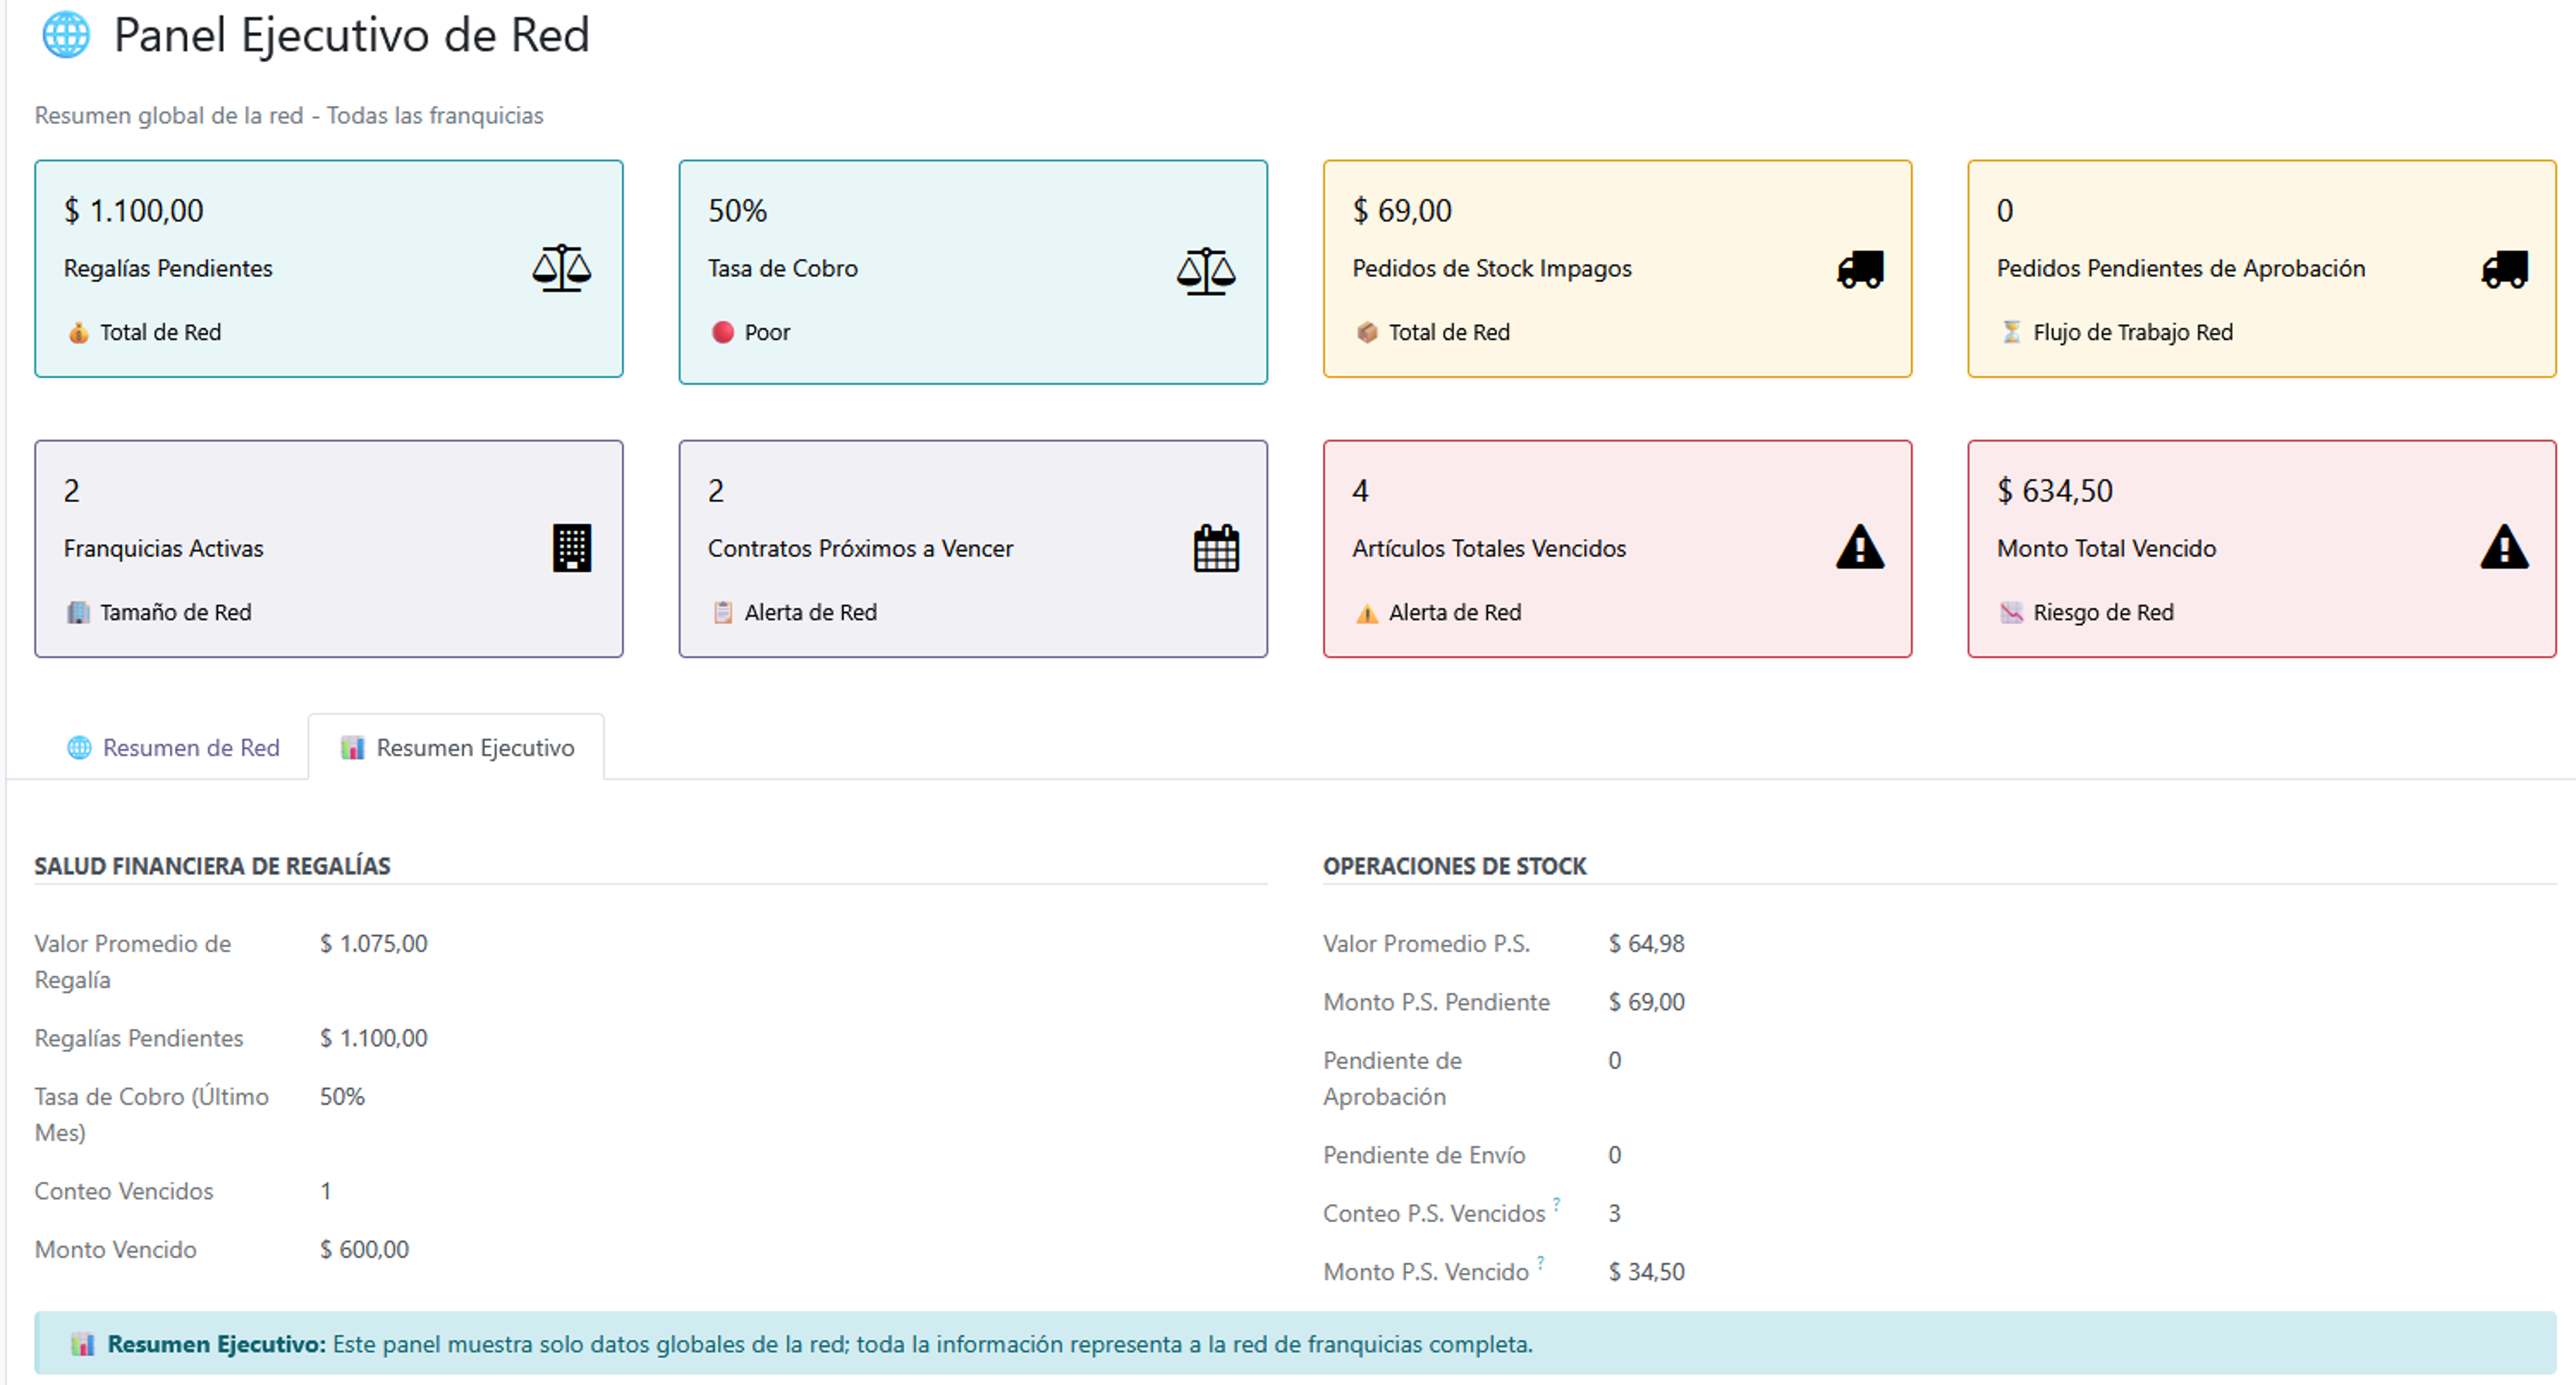 Panel Ejecutivo de Red
Resumen global de la red - Todas las franquicias
$ 1.100,00
Regalías Pendientes
Total de Red
50%
Tasa de Cobro
Poor
$ 69,00
Pedidos de Stock Impagos
Total de Red
0
Pedidos Pendientes de Aprobación
Flujo de Trabajo Red
2
Franquicias Activas
Tamaño de Red
2
Contratos Próximos a Vencer
Alerta de Red
4
Artículos Totales Vencidos
Alerta de Red
$ 634,50
Monto Total Vencido
Riesgo de Red
Resumen de Red
Resumen Ejecutivo
SALUD FINANCIERA DE REGALÍAS
Valor Promedio de
Regalía
$ 1.075,00
Regalías Pendientes
$ 1.100,00
Tasa de Cobro (Último
Mes)
50%
Conteo Vencidos
1
Monto Vencido
$ 600,00
OPERACIONES DE STOCK
Valor Promedio P.S.
$ 64,98
Monto P.S. Pendiente
$ 69,00
Pendiente de
Aprobación
0
Pendiente de Envío
0
Conteo P.S. Vencidos ?
3
Monto P.S. Vencido ?
$ 34,50
Resumen Ejecutivo: Este panel muestra solo datos globales de la red; toda la información representa a la red de franquicias completa.